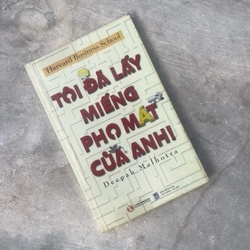 Harvard Business School
TÔI ĐÃ LẤY
MIẾNG
PHO MÁT
CỦA ANH!
Deepak Malhotra